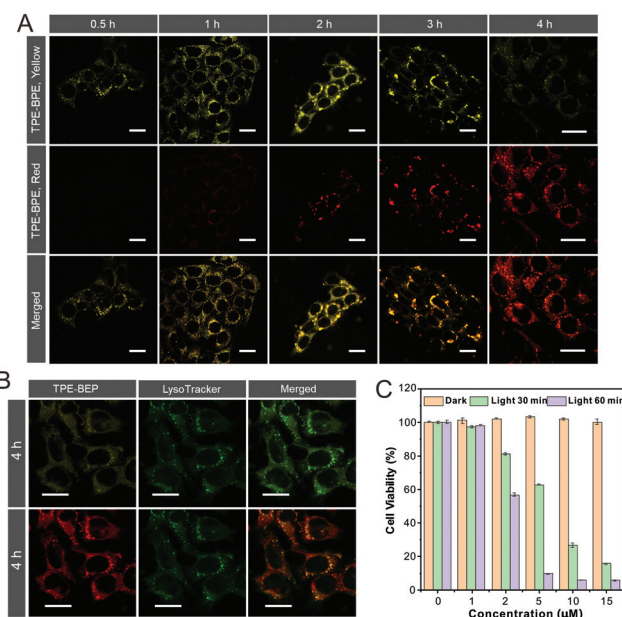 A
0.5 h 1 h 2 h 3 h 4 h
TPE-BPE, Yellow
TPE-BPE, Red
Merged
B
TPE-BEP LysoTracker Merged
4 h
4 h
C
Dark Light 30 min Light 60 min
120
100
80
60
40
20
0
Cell Viability (%)
0 1 2 5 10 15
Concentration (μM)